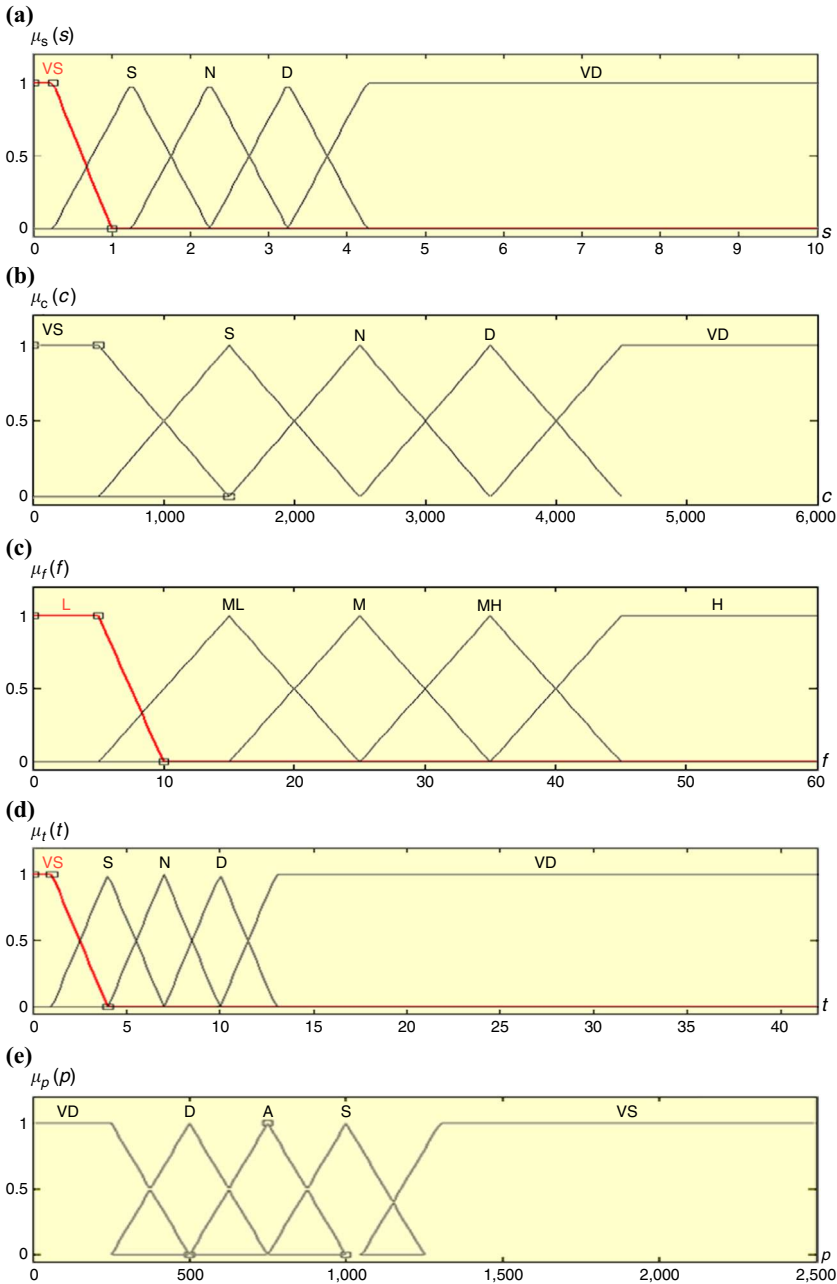 (a)
μs (s)
VS S N D VD
1
0.5
0
0 1 2 3 4 5 6 7 8 9 10
s
(b)
μc (c)
VS S N D VD
1
0.5
0
0 1,000 2,000 3,000 4,000 5,000 6,000
c
(c)
μf (f)
L ML M MH H
1
0.5
0
0 10 20 30 40 50 60
f
(d)
μt (t)
VS S N D VD
1
0.5
0
0 5 10 15 20 25 30 35 40
t
(e)
μp (p)
VD D A S VS
1
0.5
0
500 1,000 1,500 2,000 2,500
p